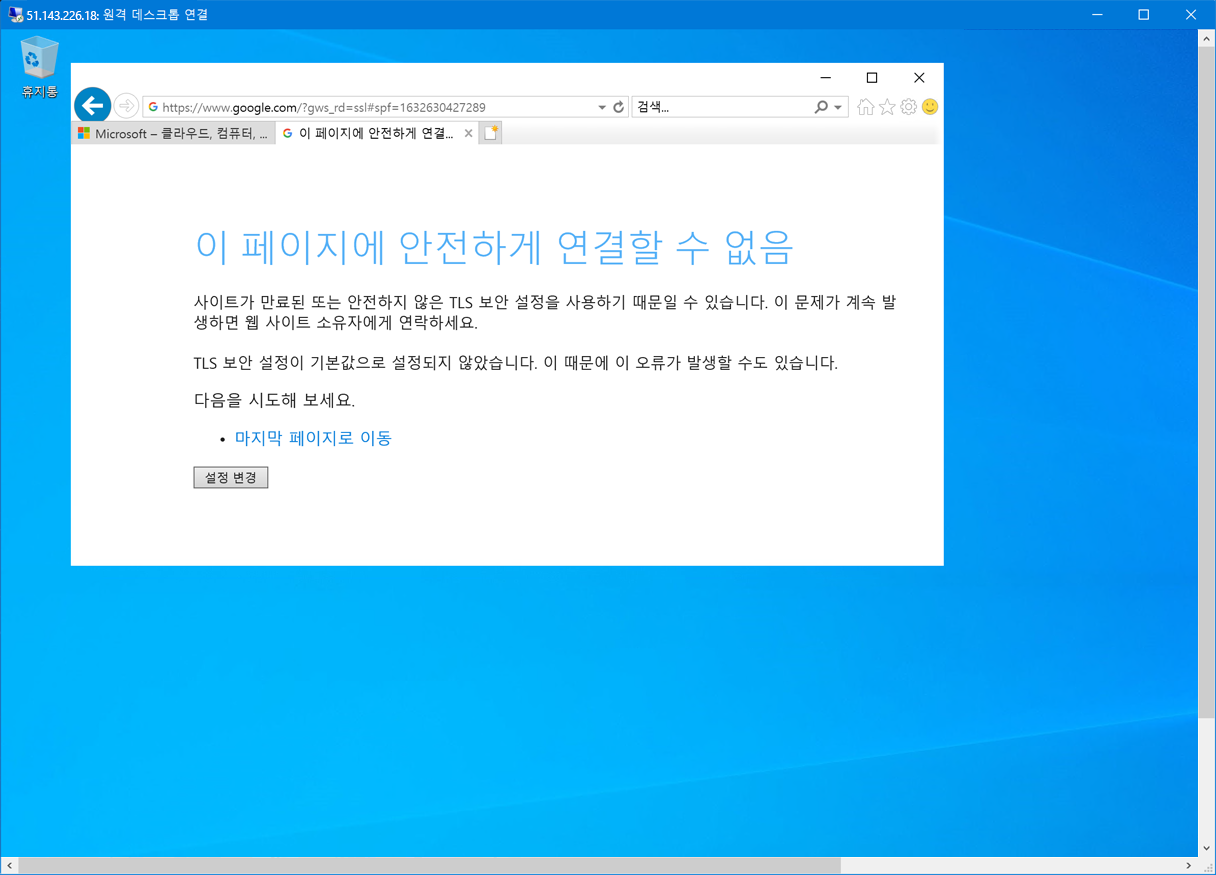 51.143.226.18: 원격 데스크톱 연결
휴지통
https://www.google.com/?gws_rd=ssl#spf=1632630427289
검색...
Microsoft – 클라우드, 컴퓨터, ...
이 페이지에 안전하게 연결...
이 페이지에 안전하게 연결할 수 없음
사이트가 만료된 또는 안전하지 않은 TLS 보안 설정을 사용하기 때문일 수 있습니다. 이 문제가 계속 발
생하면 웹 사이트 소유자에게 연락하세요.
TLS 보안 설정이 기본값으로 설정되지 않았습니다. 이 때문에 이 오류가 발생할 수도 있습니다.
다음을 시도해 보세요.
• 마지막 페이지로 이동
설정 변경